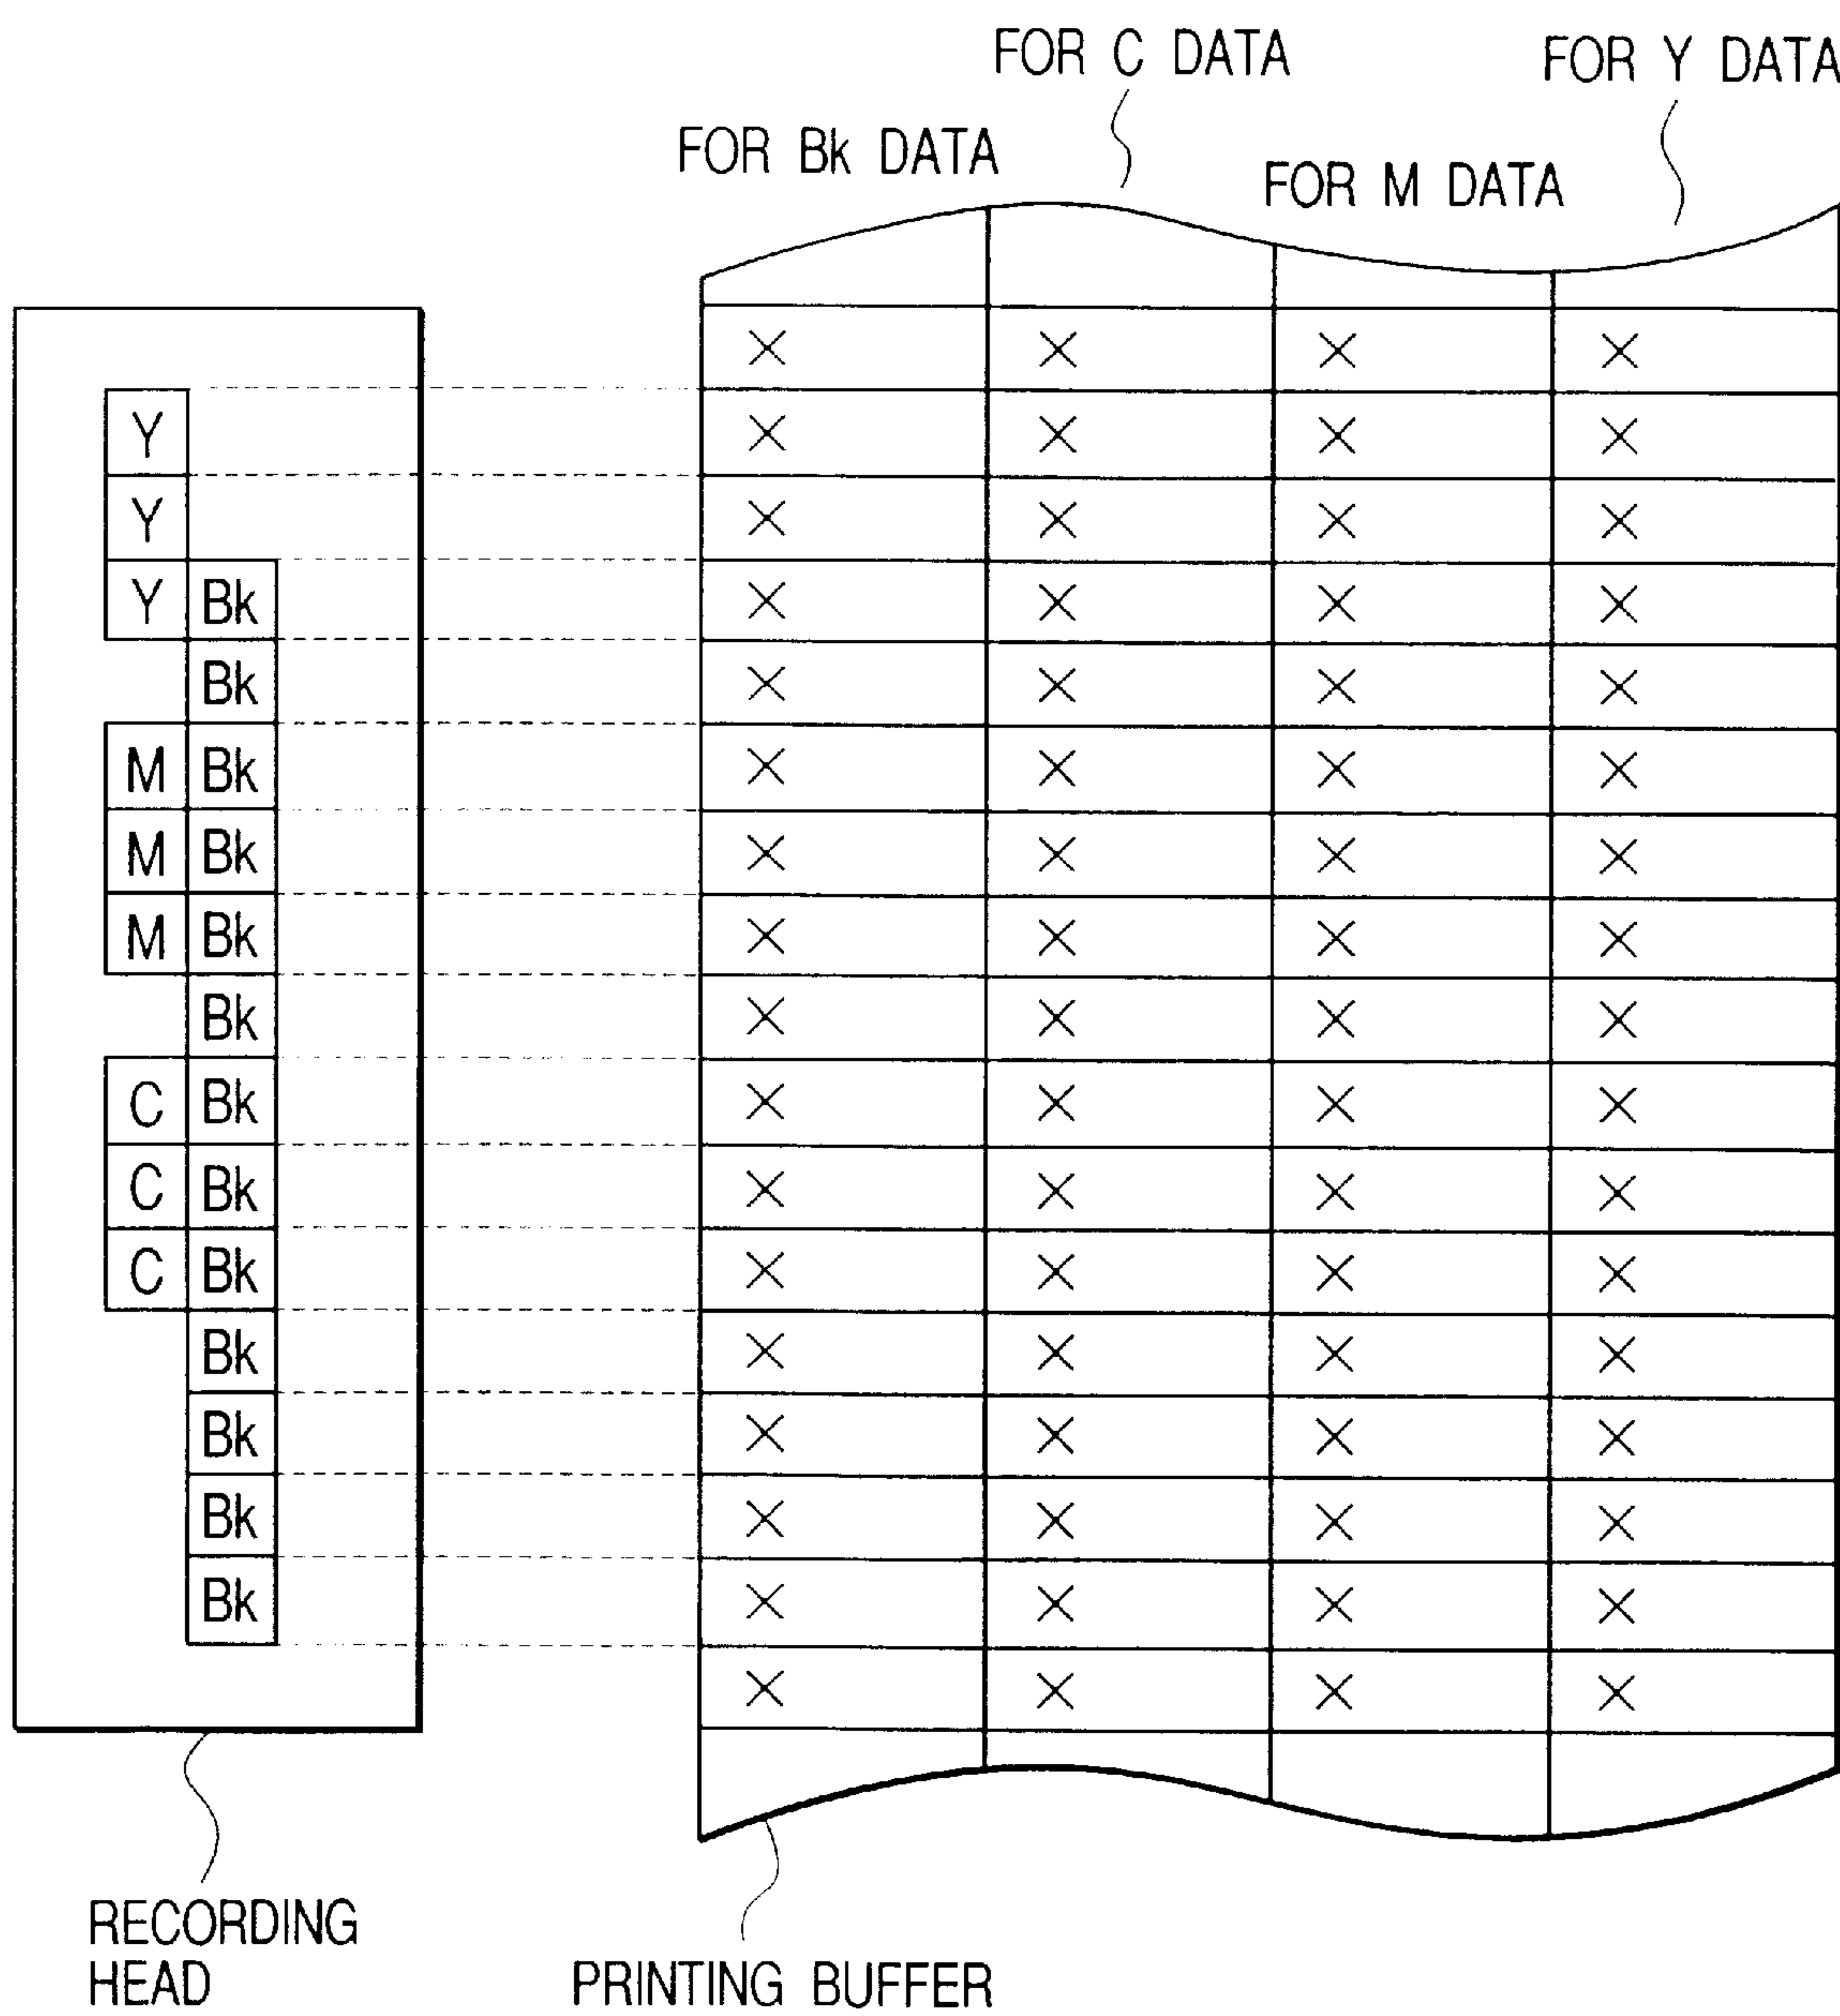 FOR C DATA
FOR Y DATA
FOR Bk DATA
FOR M DATA
× × × ×
Y × × × ×
Y × × × ×
Y Bk × × × ×
Bk × × × ×
M Bk × × × ×
M Bk × × × ×
M Bk × × × ×
Bk × × × ×
C Bk × × × ×
C Bk × × × ×
C Bk × × × ×
Bk × × × ×
Bk × × × ×
Bk × × × ×
Bk × × × ×
× × × ×
RECORDING
HEAD
PRINTING BUFFER